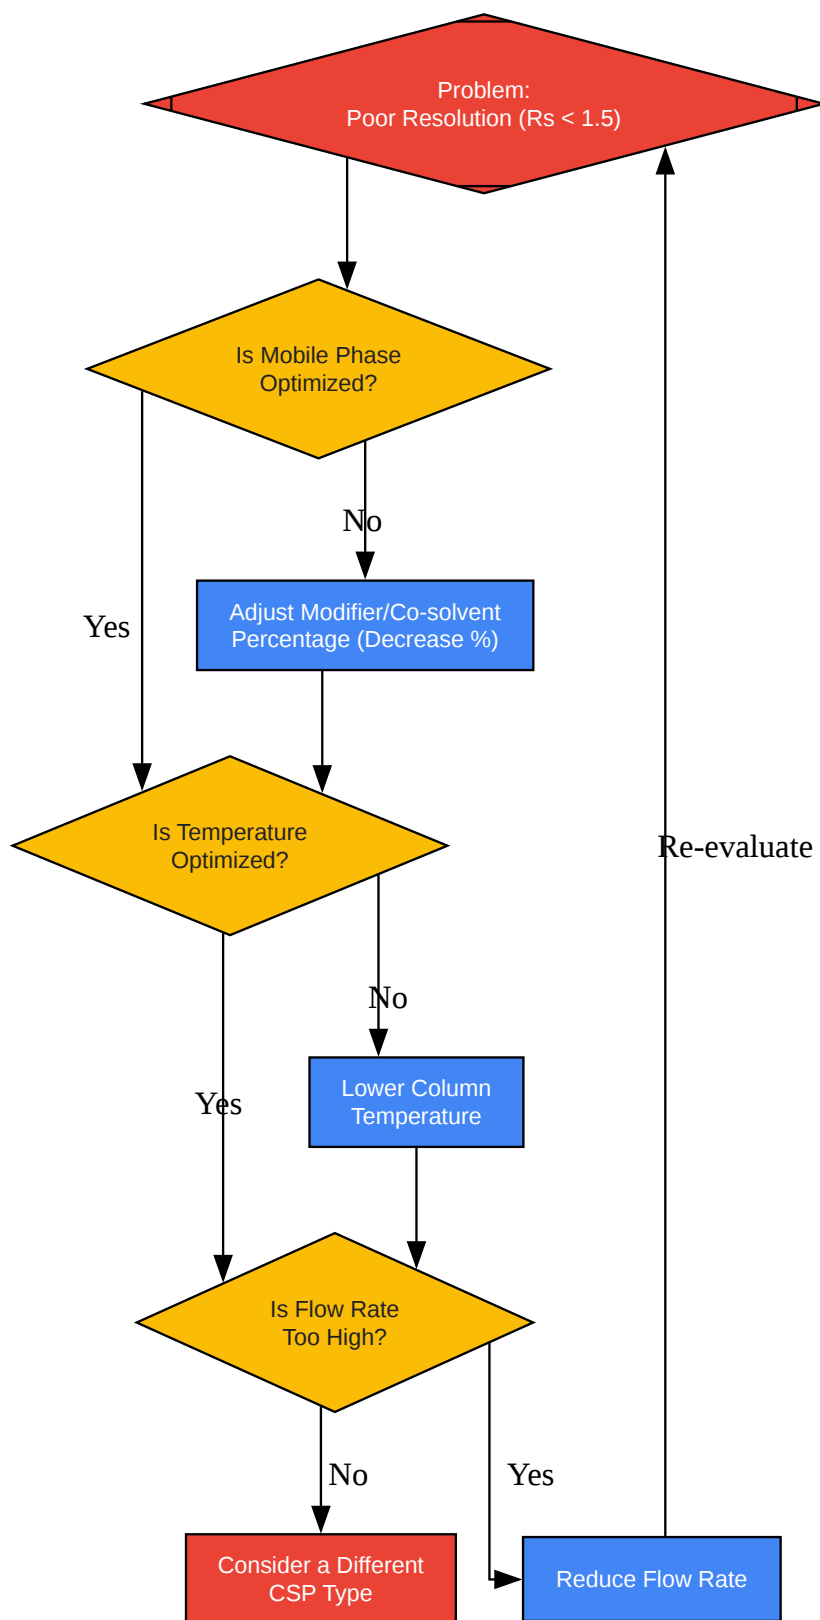 Problem:
Poor Resolution (Rs < 1.5)
Is Mobile Phase
Optimized?
No
Adjust Modifier/Co-solvent
Percentage (Decrease %)
Yes
Is Temperature
Optimized?
Re-evaluate
No
Lower Column
Temperature
Yes
Is Flow Rate
Too High?
No
Yes
Consider a Different
CSP Type
Reduce Flow Rate